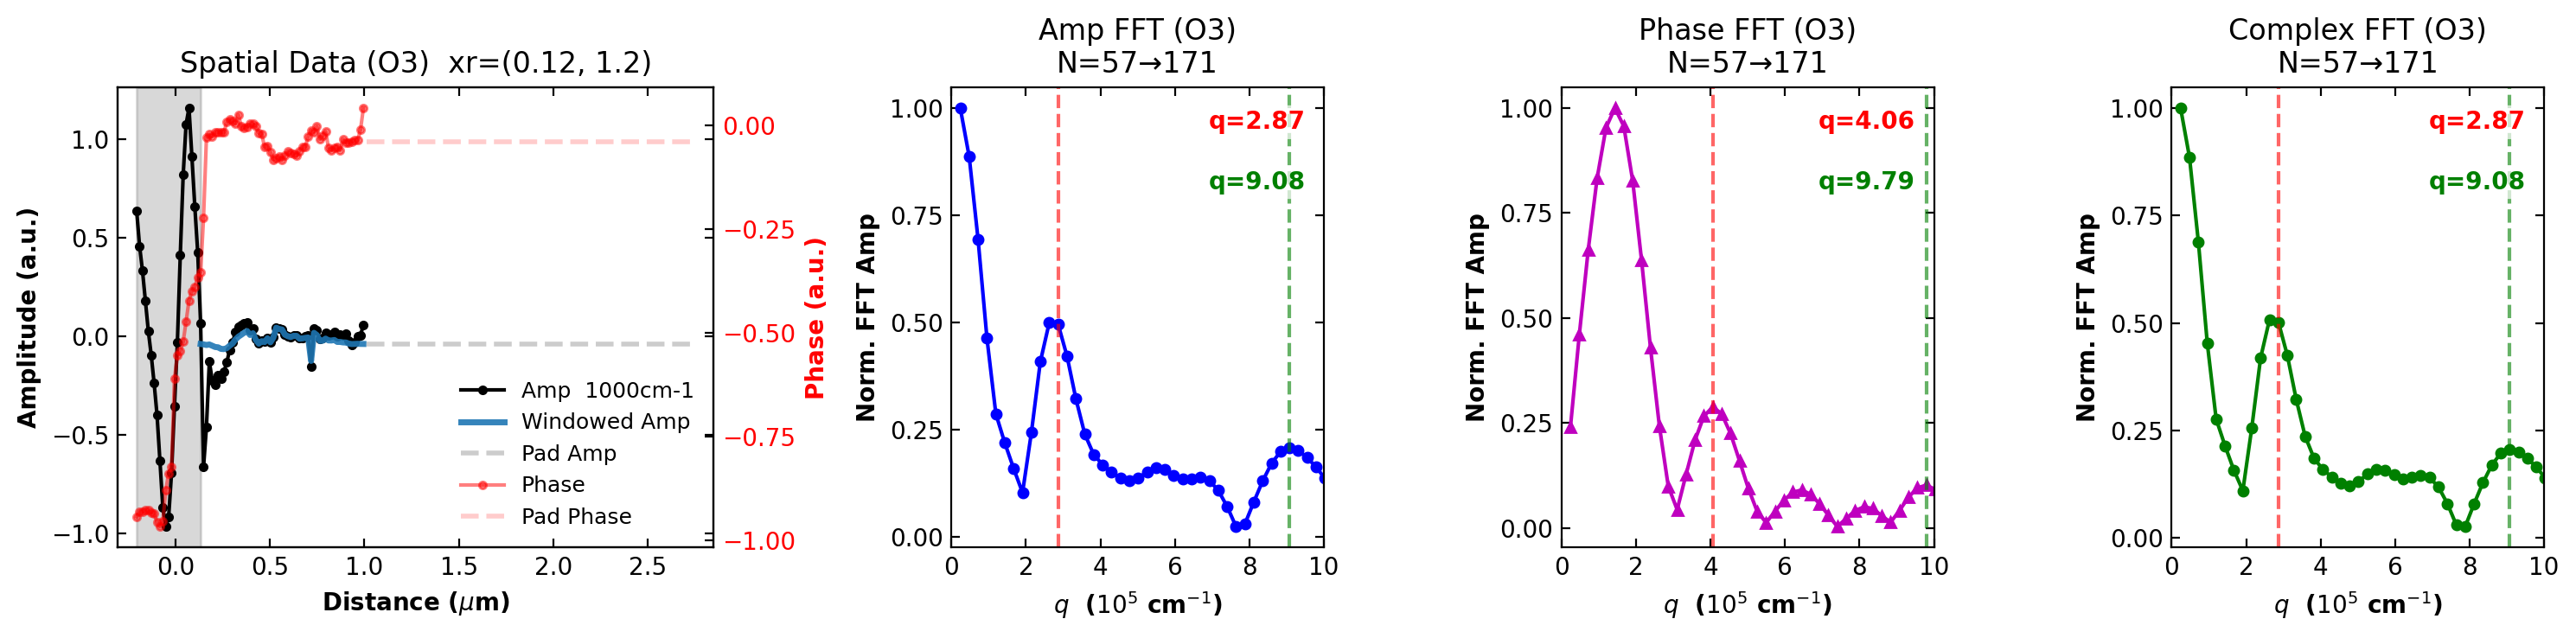 Spatial Data (O3)  xr=(0.12, 1.2)
Amplitude (a.u.)
1.0
0.5
0.0
−0.5
−1.0
0.0
0.5
1.0
1.5
2.0
2.5
Distance (μm)
Amp  1000cm-1
Windowed Amp
Pad Amp
Phase
Pad Phase
0.00
−0.25
−0.50
−0.75
−1.00
Phase (a.u.)
Amp FFT (O3)
N=57→171
Norm. FFT Amp
1.00
0.75
0.50
0.25
0.00
q=2.87
q=9.08
0
2
4
6
8
10
q (10⁵ cm⁻¹)
Phase FFT (O3)
N=57→171
Norm. FFT Amp
1.00
0.75
0.50
0.25
0.00
q=4.06
q=9.79
0
2
4
6
8
10
q (10⁵ cm⁻¹)
Complex FFT (O3)
N=57→171
Norm. FFT Amp
1.00
0.75
0.50
0.25
0.00
q=2.87
q=9.08
0
2
4
6
8
10
q (10⁵ cm⁻¹)